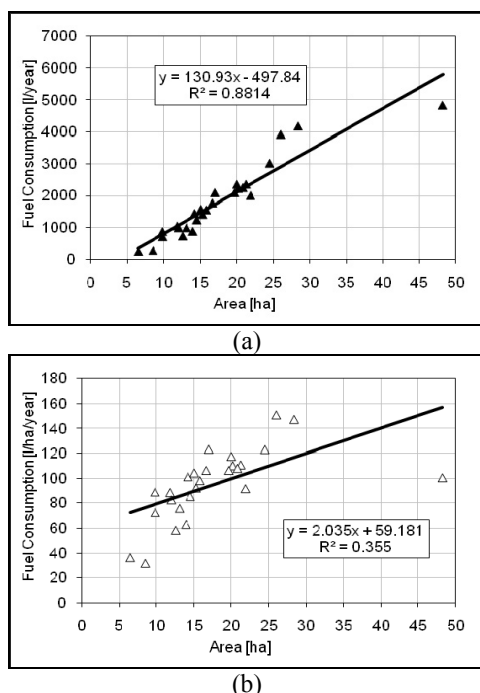 Fuel Consumption [l/year]
7000
6000
5000
4000
3000
2000
1000
0
y = 130.93x - 497.84
R² = 0.8814
0 5 10 15 20 25 30 35 40 45 50
Area [ha]
(a)
Fuel Consumption [l/ha/year]
180
160
140
120
100
80
60
40
20
0
y = 2.035x + 59.181
R² = 0.355
0 5 10 15 20 25 30 35 40 45 50
Area [ha]
(b)